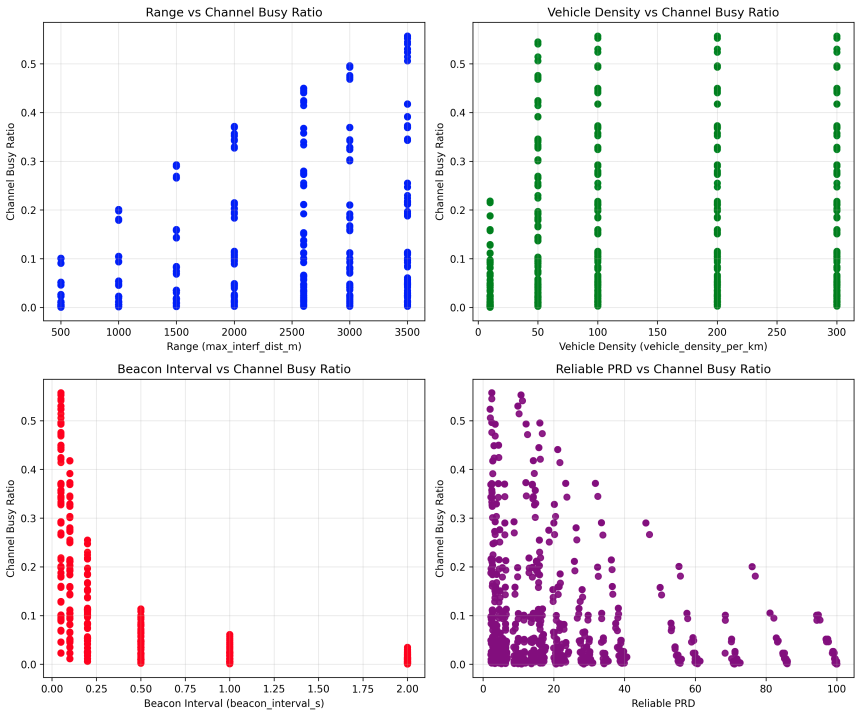 Range vs Channel Busy Ratio
Channel Busy Ratio
0.5
0.4
0.3
0.2
0.1
0.0
500 1000 1500 2000 2500 3000 3500
Range (max_interf_dist_m)
Vehicle Density vs Channel Busy Ratio
Channel Busy Ratio
0.5
0.4
0.3
0.2
0.1
0.0
0 50 100 150 200 250 300
Vehicle Density (vehicle_density_per_km)
Beacon Interval vs Channel Busy Ratio
Channel Busy Ratio
0.5
0.4
0.3
0.2
0.1
0.0
0.00 0.25 0.50 0.75 1.00 1.25 1.50 1.75 2.00
Beacon Interval (beacon_interval_s)
Reliable PRD vs Channel Busy Ratio
Channel Busy Ratio
0.5
0.4
0.3
0.2
0.1
0.0
0 20 40 60 80 100
Reliable PRD